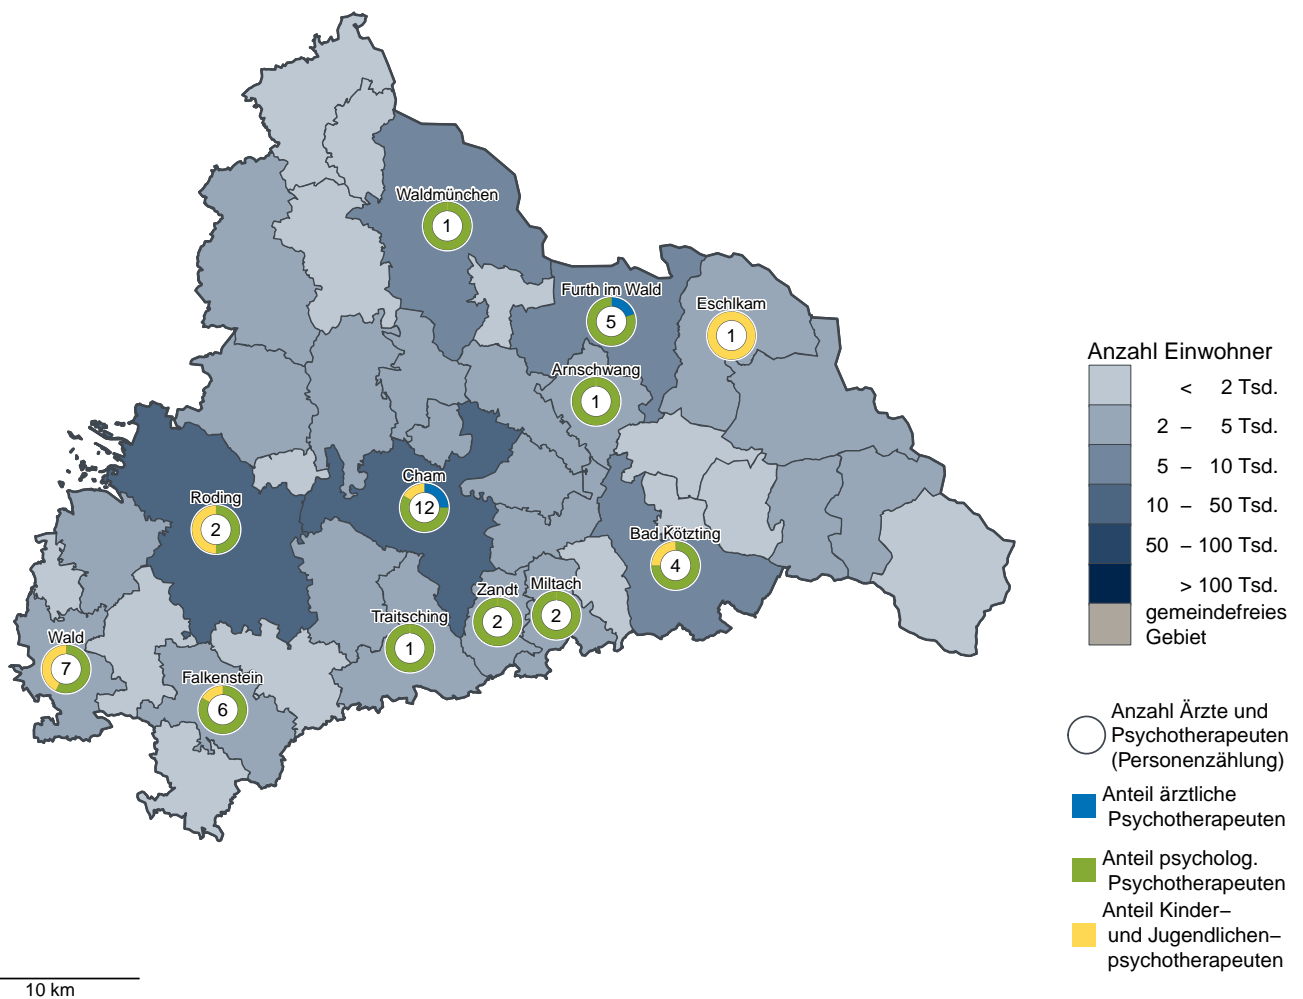 Waldmünchen
1
Furth im Wald
5
Eschlkam
1
Arnschwang
1
Cham
12
Roding
2
Bad Kötzting
4
Zandt
2
Miltach
2
Traitsching
1
Wald
7
Falkenstein
6
10 km
Anzahl Einwohner
< 2 Tsd.
2 – 5 Tsd.
5 – 10 Tsd.
10 – 50 Tsd.
50 – 100 Tsd.
> 100 Tsd.
gemeindefreies
Gebiet
Anzahl Ärzte und
Psychotherapeuten
(Personenzählung)
Anteil ärztliche
Psychotherapeuten
Anteil psycholog.
Psychotherapeuten
Anteil Kinder–
und Jugendlichen–
psychotherapeuten